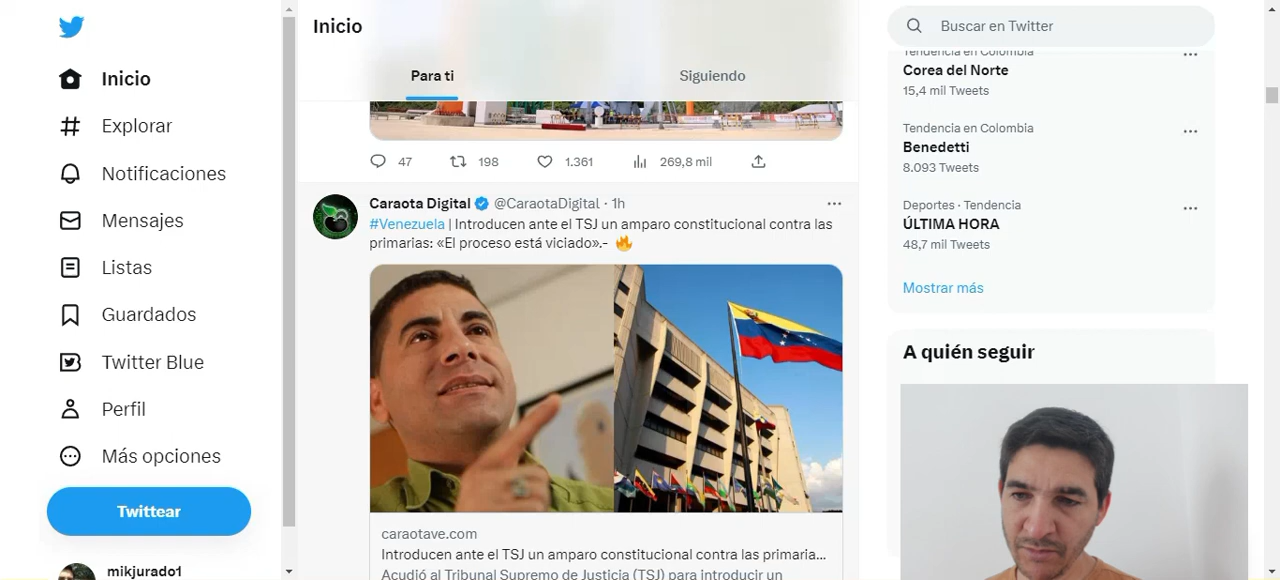 Inicio
Explorar
Notificaciones
Mensajes
Listas
Guardados
Twitter Blue
Perfil
Más opciones
Twittear
mikjurado1
Inicio
Para ti
Siguiendo
47
198
1.361
269,8 mil
Caraota Digital @CaraotaDigital · 1h
#Venezuela | Introducen ante el TSJ un amparo constitucional contra las
primarias: «El proceso está viciado».-
caraotave.com
Introducen ante el TSJ un amparo constitucional contra las primaria...
Acudió al Tribunal Supremo de Justicia (TSJ) para introducir un
Buscar en Twitter
Tendencia en Colombia
Corea del Norte
15,4 mil Tweets
Tendencia en Colombia
Benedetti
8.093 Tweets
Deportes · Tendencia
ÚLTIMA HORA
48,7 mil Tweets
Mostrar más
A quién seguir